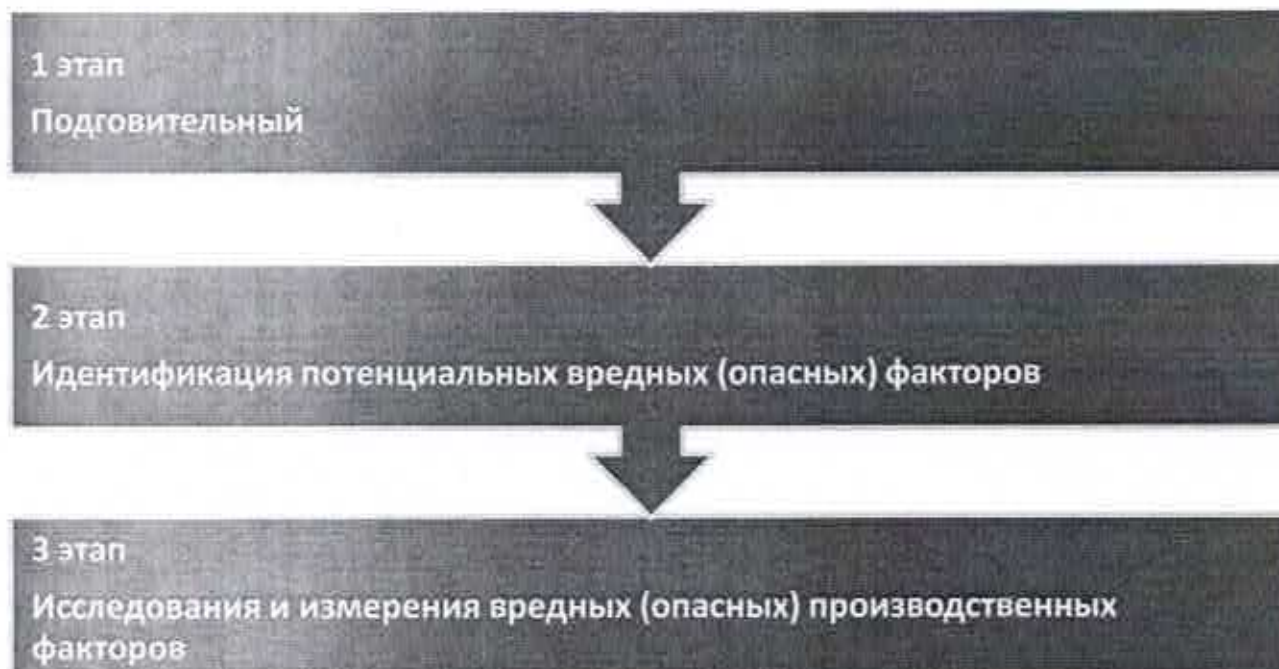 1 этап
Подговительный
2 этап
Идентификация потенциальных вредных (опасных) факторов
3 этап
Исследования и измерения вредных (опасных) производственных
факторов